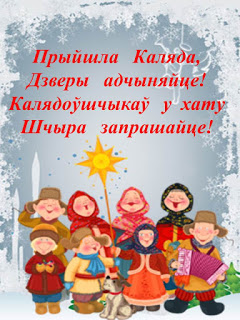 Прыйшла Каляда,
Дзверы адчыняйце!
Калядоўшчыкаў у хату
Шчыра запрашайце!